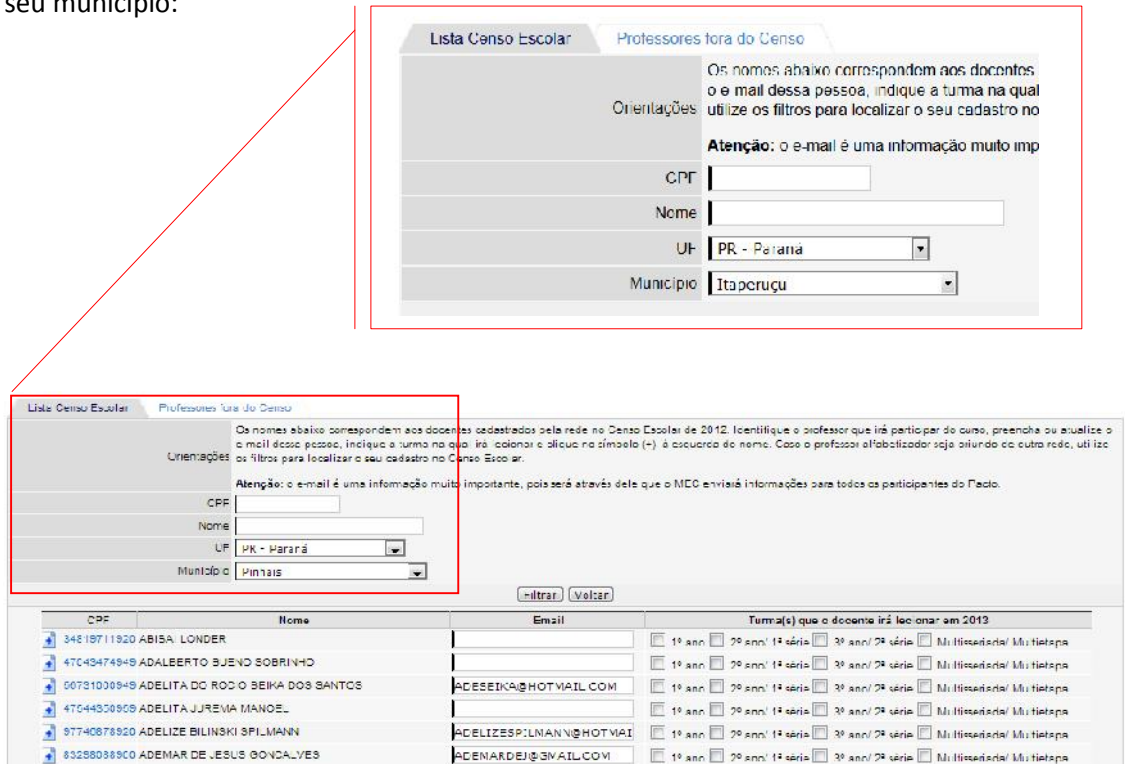 seu município:
Lista Censo Escolar Professores fora do Censo
Os nomes abaixo correspondem aos docentes
o e mail dessa pessoa, indique a turma na qual
Orientações utilize os filtros para localizar o seu cadastro no
Atenção: o e-mail é uma informação muito imp
CPF
Nome
UF PR - Paraná
Município Itaperuçu
Lista Censo Escolar Professores fora do Censo
Os nomes abaixo correspondem aos docentes cadastrados pela rede no Censo Escolar de 2012. Identifique o professor que irá participar do curso, preencha ou atualize o
e-mail dessa pessoa, indique a turma na qual irá lecionar e clique no símbolo (+) à esquerda do nome. Caso o professor alfabetizador seja oriundo de outra rede, utilize
Orientações os filtros para localizar o seu cadastro no Censo Escolar.
Atenção: o e-mail é uma informação muito importante, pois será através dele que o MEC enviará informações para todos os participantes do Pacto.
CPF
Nome
UF PR - Paraná
Município Pinhais
Filtrar Voltar
CPF Nome Email Turma(s) que o docente irá lecionar em 2013
ABISAI LONDER 1º ano 2º ano/ 1ª série 3º ano/ 2ª série Multisseriada/ Multietapa
ADALBERTO BUENO SOBRINHO 1º ano 2º ano/ 1ª série 3º ano/ 2ª série Multisseriada/ Multietapa
ADELITA DO ROCIO SEIKA DOS SANTOS ADESEIKA@HOTMAIL.COM 1º ano 2º ano/ 1ª série 3º ano/ 2ª série Multisseriada/ Multietapa
ADELITA JUREMA MANOEL 1º ano 2º ano/ 1ª série 3º ano/ 2ª série Multisseriada/ Multietapa
ADELIZE BILINSKI SPILMANN ADELIZESPILMANN@HOTMAI 1º ano 2º ano/ 1ª série 3º ano/ 2ª série Multisseriada/ Multietapa
ADEMAR DE JESUS GONCALVES ADEMARDEJ@GMAIL.COM 1º ano 2º ano/ 1ª série 3º ano/ 2ª série Multisseriada/ Multietapa